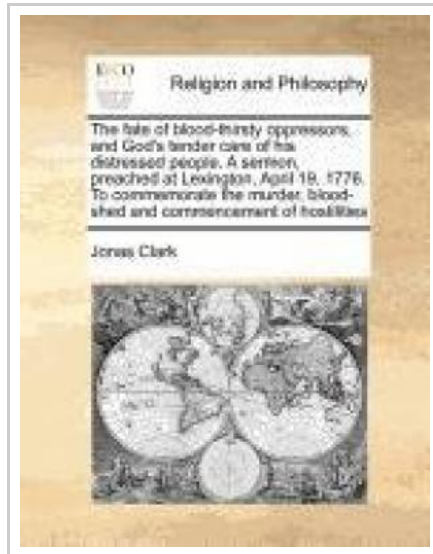 ECCO
Religion and Philosophy
The fate of blood-thirsty oppressors,
and God's tender care of his
distressed people. A sermon,
preached at Lexington, April 19, 1776.
To commemorate the murder, blood-
shed and commencement of hostilities
Jonas Clark